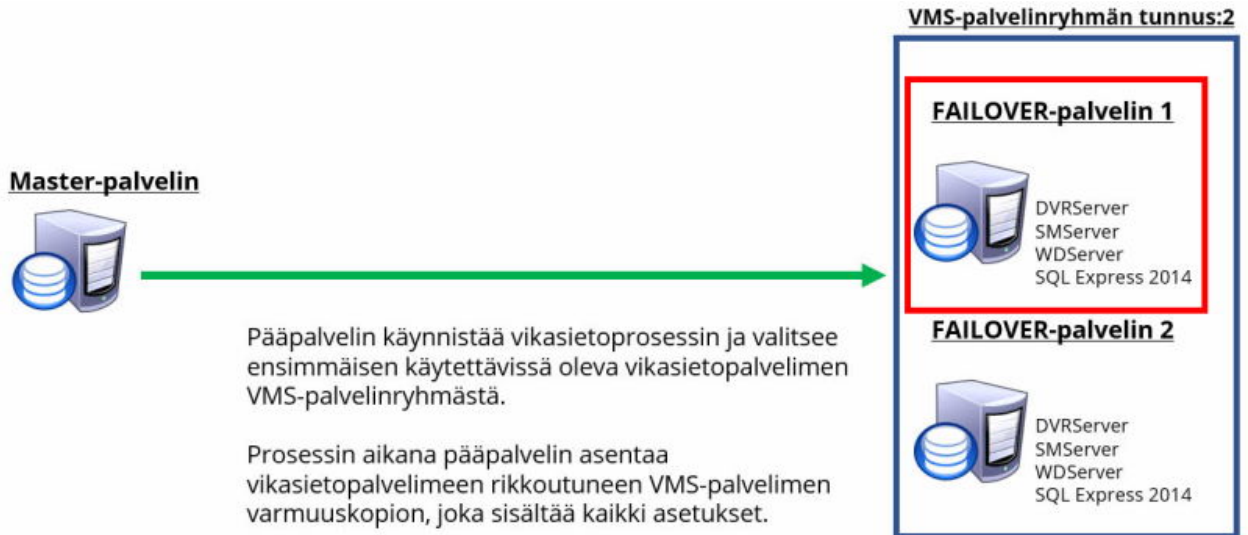 VMS-palvelinryhmän tunnus:2
FAILOVER-palvelin 1
DVRServer
SMServer
WDServer
SQL Express 2014
Master-palvelin
Pääpalvelin käynnistää vikasietoprosessin ja valitsee
ensimmäisen käytettävissä oleva vikasietopalvelimen
VMS-palvelinryhmästä.
Prosessin aikana pääpalvelin asentaa
vikasietopalvelimeen rikkoutuneen VMS-palvelimen
varmuuskopion, joka sisältää kaikki asetukset.
FAILOVER-palvelin 2
DVRServer
SMServer
WDServer
SQL Express 2014